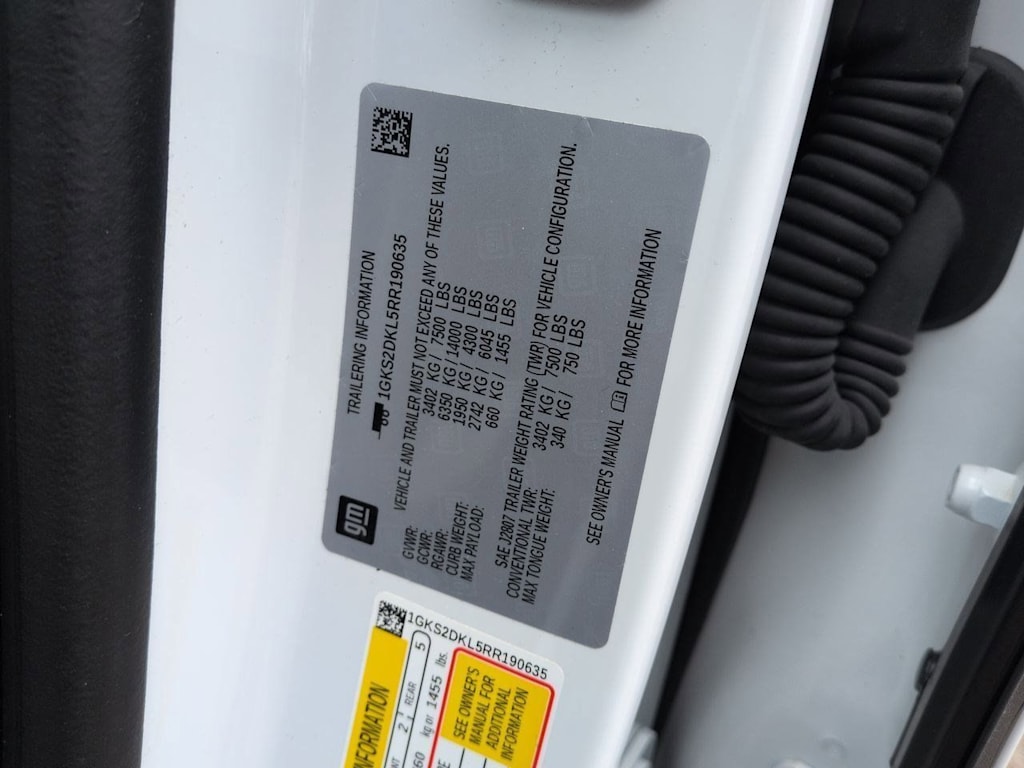 gm
TRAILERING INFORMATION
1GKS2DKL5RR190635
VEHICLE AND TRAILER MUST NOT EXCEED ANY OF THESE VALUES.
GVWR: 3402 KG / 7500 LBS
GCWR: 6350 KG / 14000 LBS
RGAWR: 1950 KG / 4300 LBS
CURB WEIGHT: 2742 KG / 6045 LBS
MAX PAYLOAD: 660 KG / 1455 LBS
SAE J2807 TRAILER WEIGHT RATING (TWR) FOR VEHICLE CONFIGURATION.
CONVENTIONAL TWR: 3402 KG / 7500 LBS
MAX TONGUE WEIGHT: 340 KG / 750 LBS
SEE OWNER'S MANUAL FOR MORE INFORMATION
1GKS2DKL5RR190635
REAR 5
kg or 1455 lbs.
SEE OWNER'S
MANUAL FOR
ADDITIONAL
INFORMATION